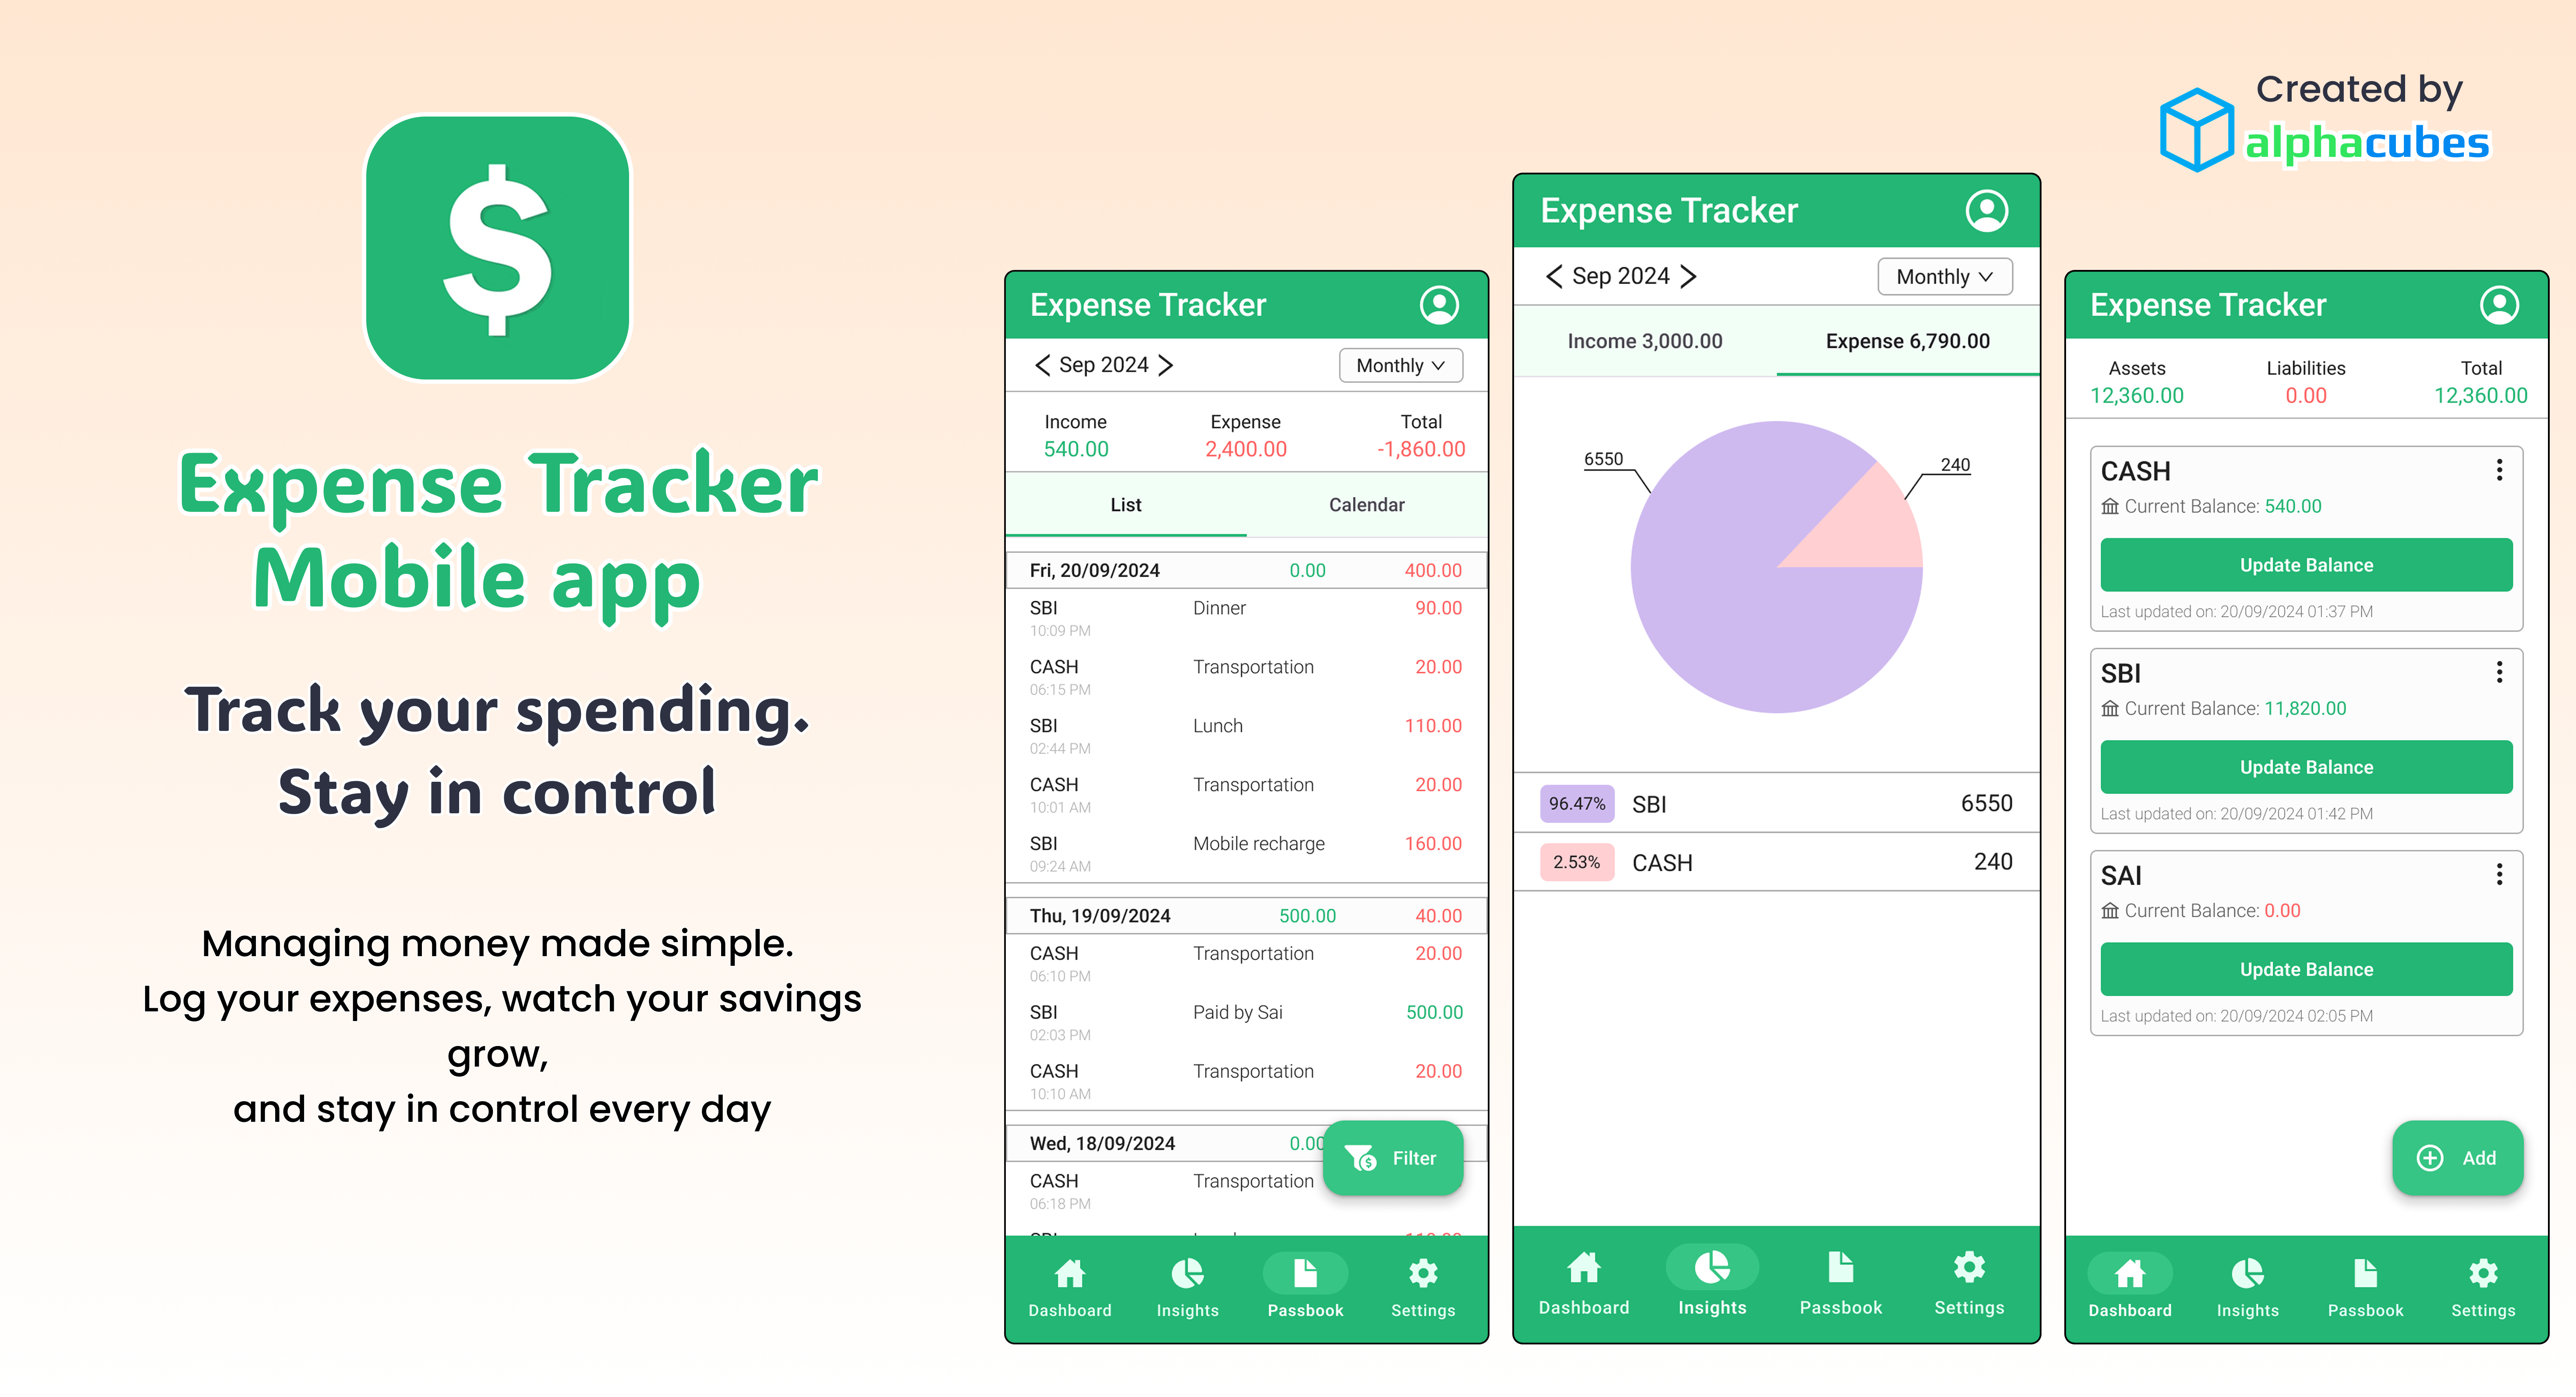 Created by
alphacubes
$
Expense Tracker
Mobile app
Track your spending.
Stay in control
Managing money made simple.
Log your expenses, watch your savings
grow,
and stay in control every day
Expense Tracker
Sep 2024
Monthly
Income Expense Total
540.00 2,400.00 -1,860.00
List Calendar
Fri, 20/09/2024 0.00 400.00
SBI Dinner 90.00
10:09 PM
CASH Transportation 20.00
06:15 PM
SBI Lunch 110.00
02:44 PM
CASH Transportation 20.00
10:01 AM
SBI Mobile recharge 160.00
09:24 AM
Thu, 19/09/2024 500.00 40.00
CASH Transportation 20.00
06:10 PM
SBI Paid by Sai 500.00
02:03 PM
CASH Transportation 20.00
10:10 AM
Wed, 18/09/2024 0.00
Filter
CASH Transportation
06:18 PM
Dashboard Insights Passbook Settings
Expense Tracker
Sep 2024
Monthly
Income 3,000.00 Expense 6,790.00
6550
240
96.47% SBI 6550
2.53% CASH 240
Dashboard Insights Passbook Settings
Expense Tracker
Assets Liabilities Total
12,360.00 0.00 12,360.00
CASH
Current Balance: 540.00
Update Balance
Last updated on: 20/09/2024 01:37 PM
SBI
Current Balance: 11,820.00
Update Balance
Last updated on: 20/09/2024 01:42 PM
SAI
Current Balance: 0.00
Update Balance
Last updated on: 20/09/2024 02:05 PM
Add
Dashboard Insights Passbook Settings